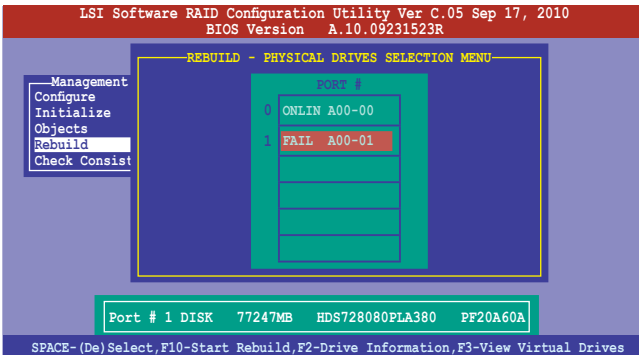 LSI Software RAID Configuration Utility Ver C.05 Sep 17, 2010
BIOS Version A.10.09231523R
REBUILD - PHYSICAL DRIVES SELECTION MENU
Management
Configure
Initialize
Objects
Rebuild
Check Consist
PORT #
0 ONLIN A00-00
1 FAIL A00-01
Port # 1 DISK 77247MB HDS728080PLA380 PF20A60A
SPACE-(De)Select,F10-Start Rebuild,F2-Drive Information,F3-View Virtual Drives